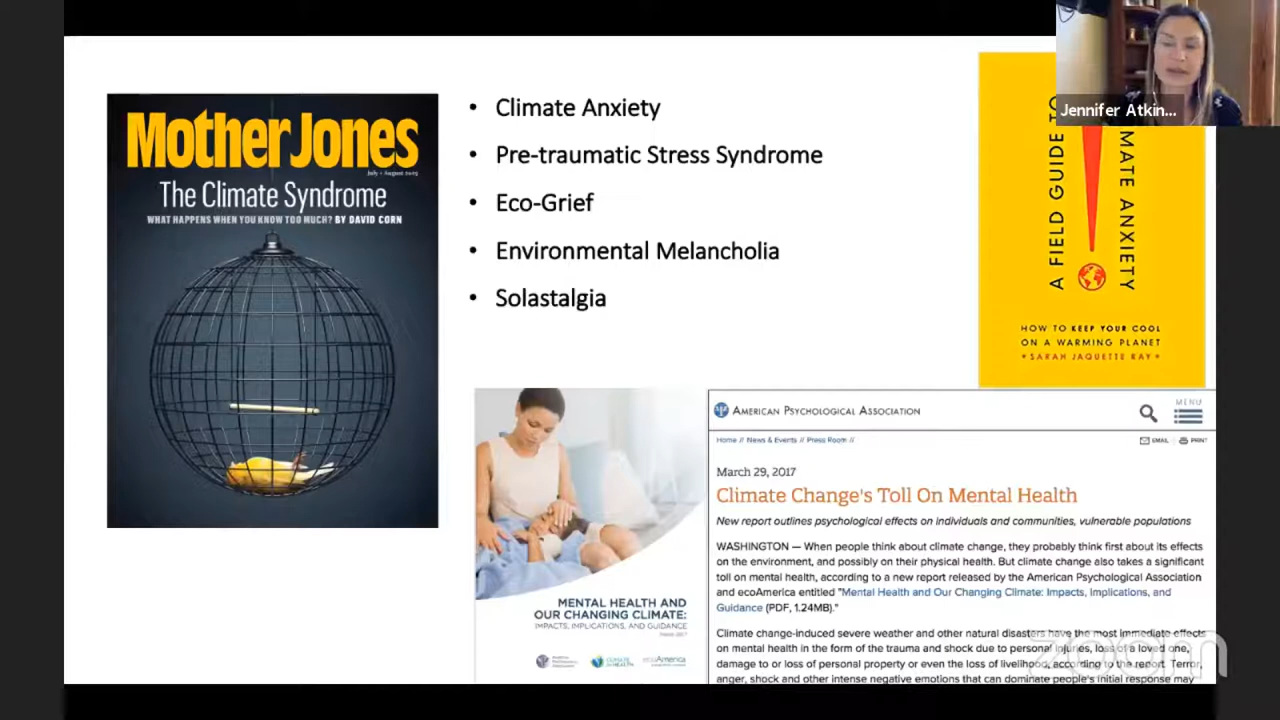 Mother Jones
July + August 2019
The Climate Syndrome
WHAT HAPPENS WHEN YOU KNOW TOO MUCH? BY DAVID CORN
• Climate Anxiety
• Pre-traumatic Stress Syndrome
• Eco-Grief
• Environmental Melancholia
• Solastalgia
Jennifer Atkin...
A FIELD GUIDE TO
MATE ANXIETY
HOW TO KEEP YOUR COOL
ON A WARMING PLANET
• SARAH JAQUETTE RAY •
MENTAL HEALTH AND
OUR CHANGING CLIMATE:
IMPACTS, IMPLICATIONS, AND GUIDANCE
ecoAmerica
AMERICAN PSYCHOLOGICAL ASSOCIATION
MENU
Home // News & Events // Press Room //
EMAIL PRINT
March 29, 2017
Climate Change's Toll On Mental Health
New report outlines psychological effects on individuals and communities, vulnerable populations
WASHINGTON — When people think about climate change, they probably think first about its effects
on the environment, and possibly on their physical health. But climate change also takes a significant
toll on mental health, according to a new report released by the American Psychological Association
and ecoAmerica entitled "Mental Health and Our Changing Climate: Impacts, Implications, and
Guidance (PDF, 1.24MB)."
Climate change-induced severe weather and other natural disasters have the most immediate effects
on mental health in the form of the trauma and shock due to personal injuries, loss of a loved one,
damage to or loss of personal property or even the loss of livelihood, according to the report. Terror,
anger, shock and other intense negative emotions that can dominate people's initial response may
zoom